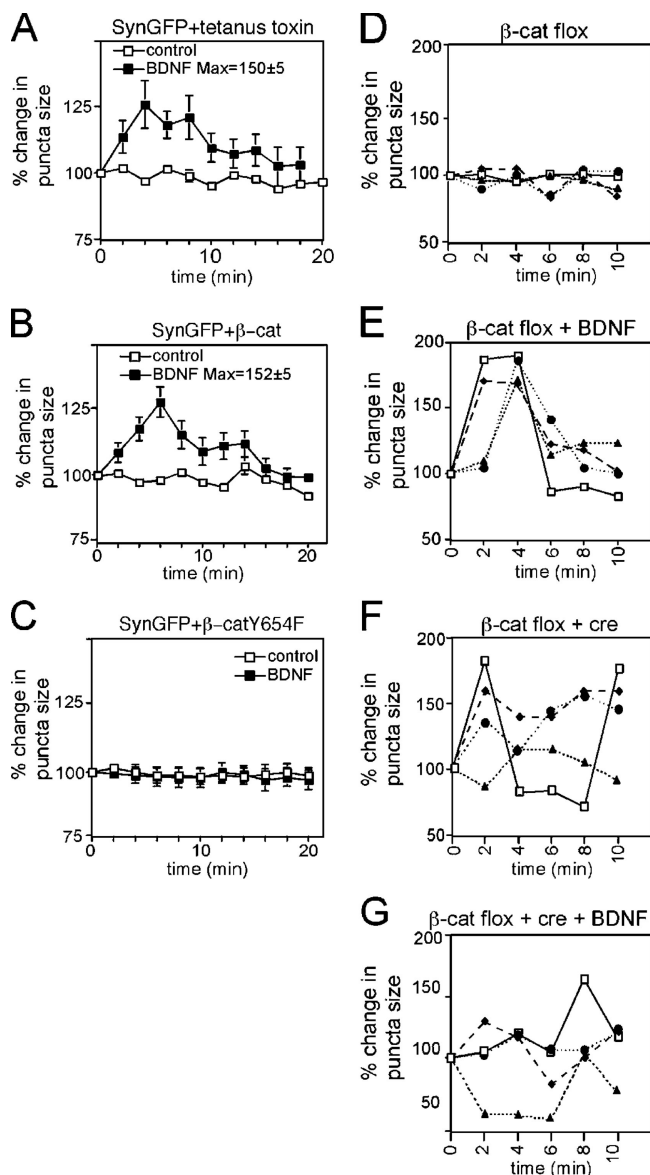 A
SynGFP+tetanus toxin
control
BDNF Max=150±5
% change in
puncta size
125
100
75
0
10
20
time (min)
B
SynGFP+β-cat
control
BDNF Max=152±5
% change in
puncta size
125
100
75
0
10
20
time (min)
C
SynGFP+β-catY654F
control
BDNF
% change in
puncta size
125
100
75
0
10
20
time (min)
D
β-cat flox
% change in
puncta size
200
150
100
50
0
2
4
6
8
10
time (min)
E
β-cat flox + BDNF
% change in
puncta size
200
150
100
50
0
2
4
6
8
10
time (min)
F
β-cat flox + cre
% change in
puncta size
200
150
100
50
0
2
4
6
8
10
time (min)
G
β-cat flox + cre + BDNF
% change in
puncta size
200
150
100
50
0
2
4
6
8
10
time (min)